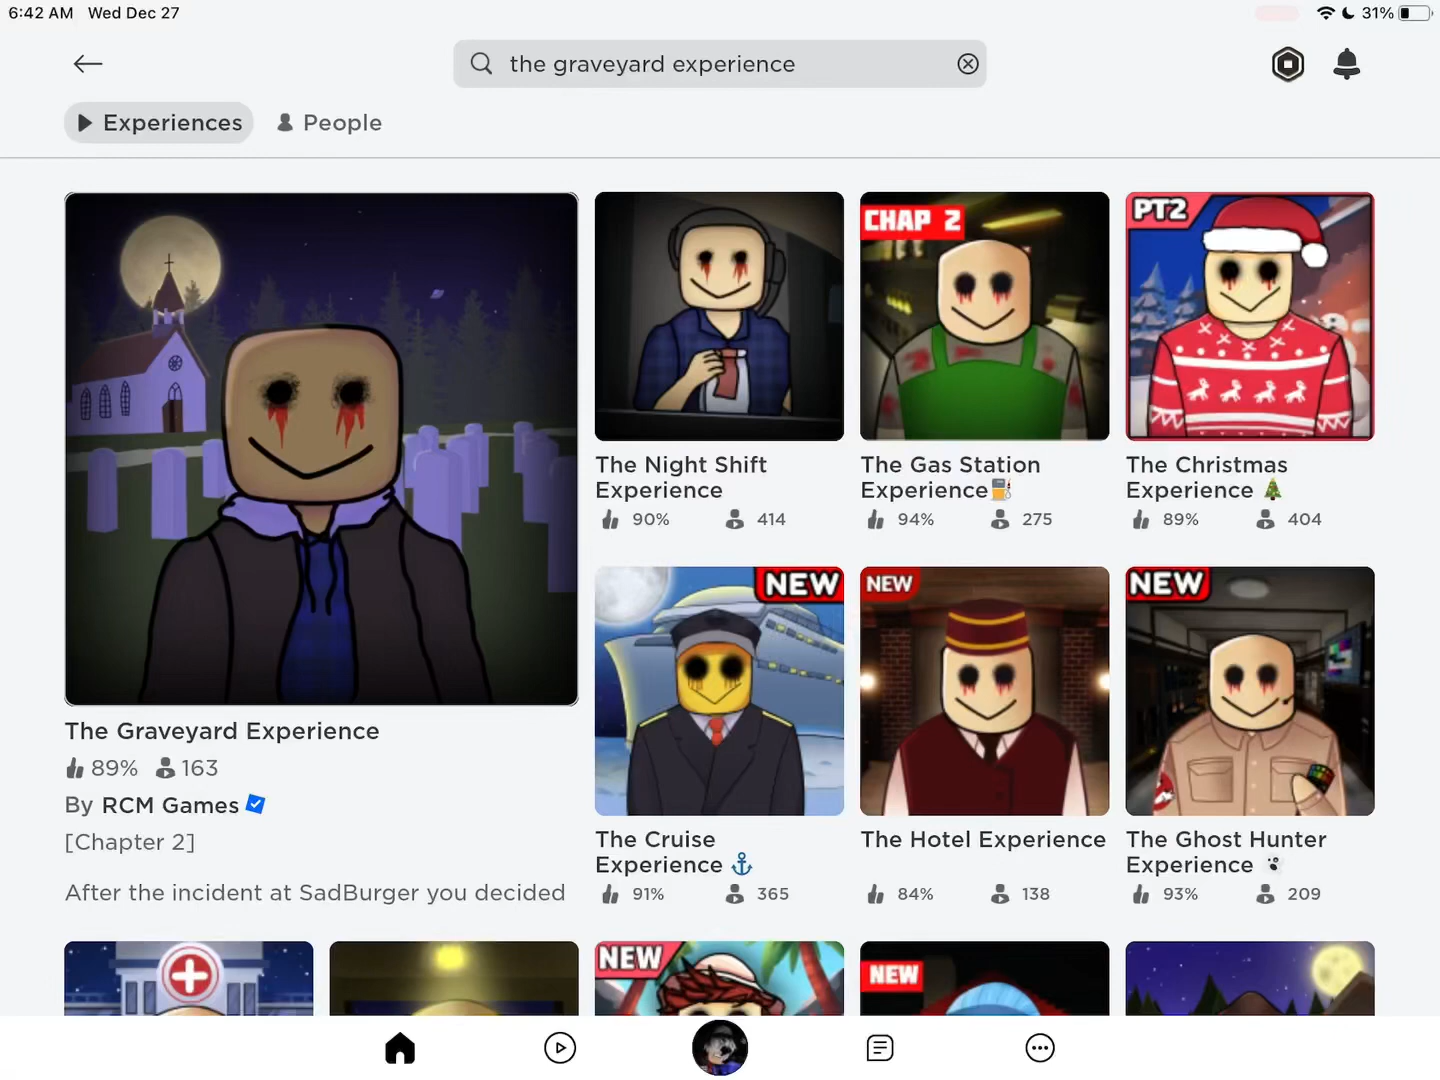 6:42 AM Wed Dec 27
31%
the graveyard experience
Experiences People
CHAP 2
PT2
The Night Shift
Experience
90% 414
The Gas Station
Experience⛽
94% 275
The Christmas
Experience 🎄
89% 404
The Graveyard Experience
89% 163
By RCM Games
[Chapter 2]
After the incident at SadBurger you decided
NEW
NEW
NEW
The Cruise
Experience ⚓
91% 365
The Hotel Experience
84% 138
The Ghost Hunter
Experience
93% 209
NEW
NEW